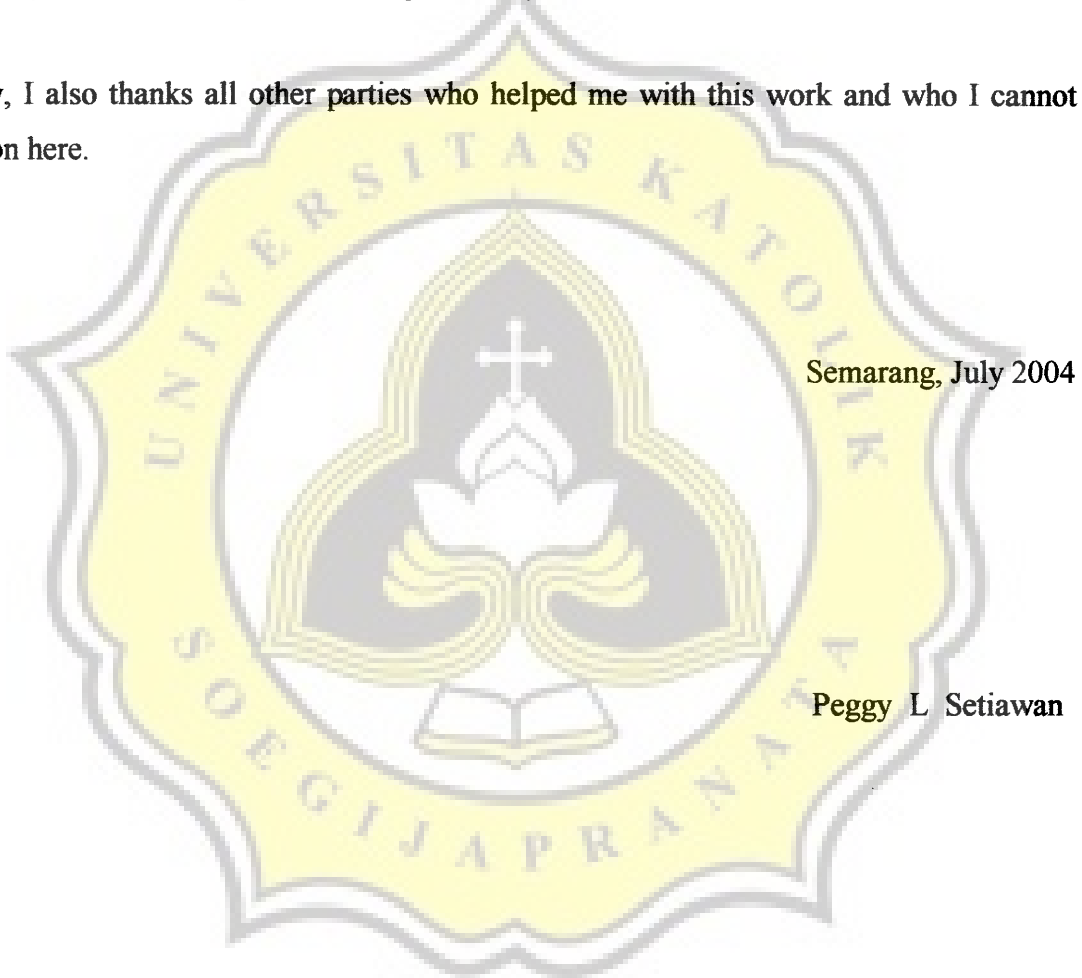 , I also thanks all other parties who helped me with this work and who I cannot
on here.
UNIVERSITAS KATOLIK
Semarang, July 2004
Peggy L Setiawan
SOEGIJAPRANATA